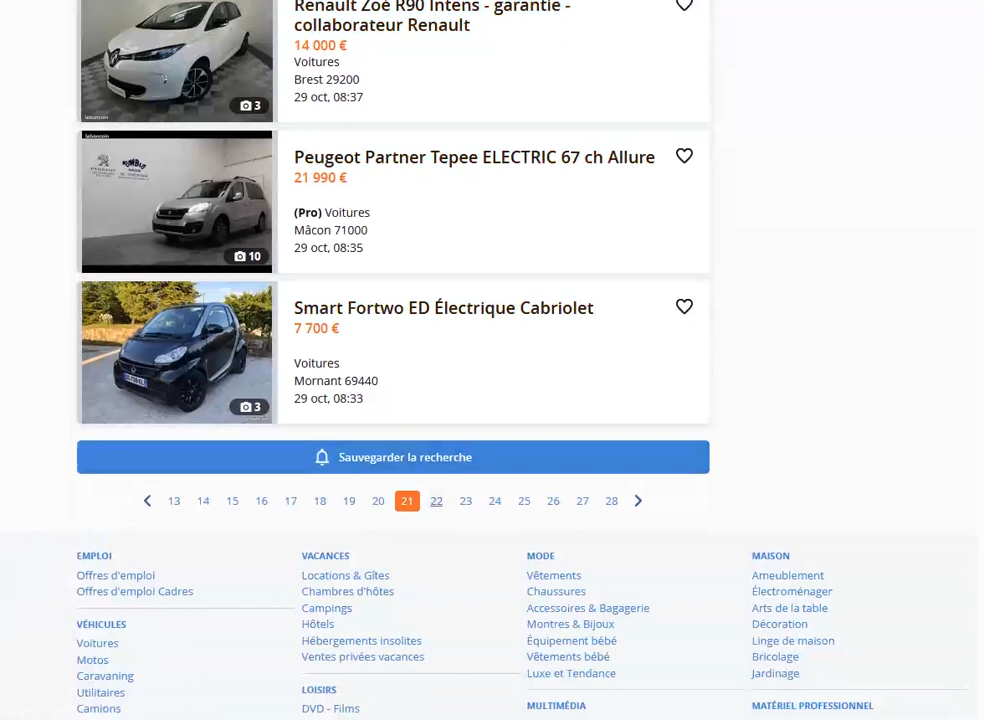 Renault Zoé R90 Intens - garantie -
collaborateur Renault
14 000 €
Voitures
Brest 29200
29 oct, 08:37
3
leboncoin
leboncoin
Peugeot Partner Tepee ELECTRIC 67 ch Allure
21 990 €
(Pro) Voitures
Mâcon 71000
29 oct, 08:35
10
Smart Fortwo ED Électrique Cabriolet
7 700 €
Voitures
Mornant 69440
29 oct, 08:33
3
Sauvegarder la recherche
13 14 15 16 17 18 19 20 21 22 23 24 25 26 27 28
EMPLOI
Offres d'emploi
Offres d'emploi Cadres
VÉHICULES
Voitures
Motos
Caravaning
Utilitaires
Camions
VACANCES
Locations & Gîtes
Chambres d'hôtes
Campings
Hôtels
Hébergements insolites
Ventes privées vacances
LOISIRS
DVD - Films
MODE
Vêtements
Chaussures
Accessoires & Bagagerie
Montres & Bijoux
Équipement bébé
Vêtements bébé
Luxe et Tendance
MULTIMÉDIA
MAISON
Ameublement
Électroménager
Arts de la table
Décoration
Linge de maison
Bricolage
Jardinage
MATÉRIEL PROFESSIONNEL